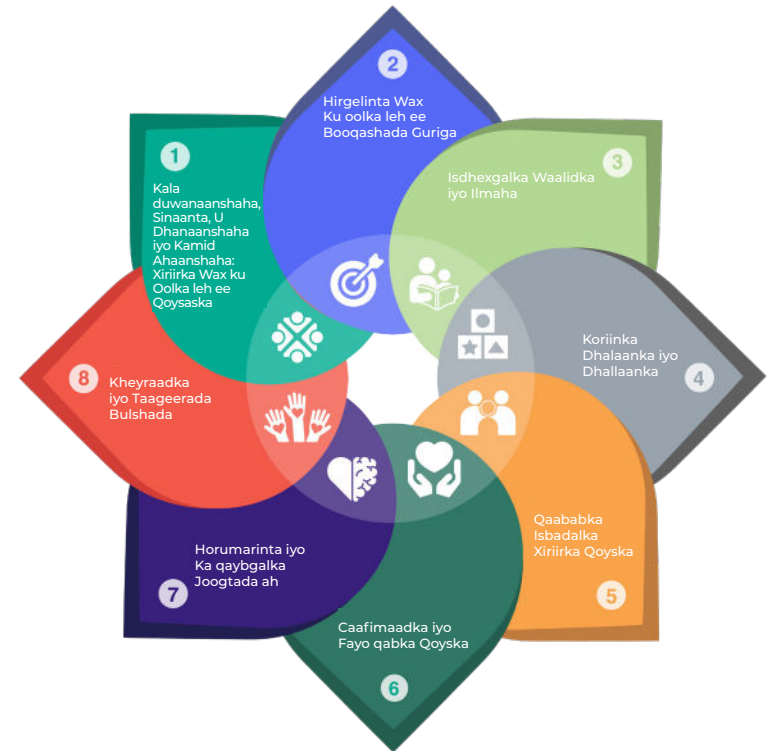 1
Kala
duwanaanshaha,
Sinaanta, U
Dhanaanshaha
iyo Kamid
Ahaanshaha:
Xiriirka Wax ku
Oolka leh ee
Qoysaska
2
Hirgelinta Wax
Ku oolka leh ee
Booqashada Guriga
3
Isdhexgalka Waalidka
iyo Ilmaha
4
Koriinka
Dhalaanka iyo
Dhallaanka
Qaababka
Isbadalka
Xiriirka Qoyska
5
Caafimaadka iyo
Fayo qabka Qoyska
6
Horumarinta iyo
Ka qaybgalka
Joogtada ah
7
8
Kheyraadka
iyo Taageerada
Bulshada